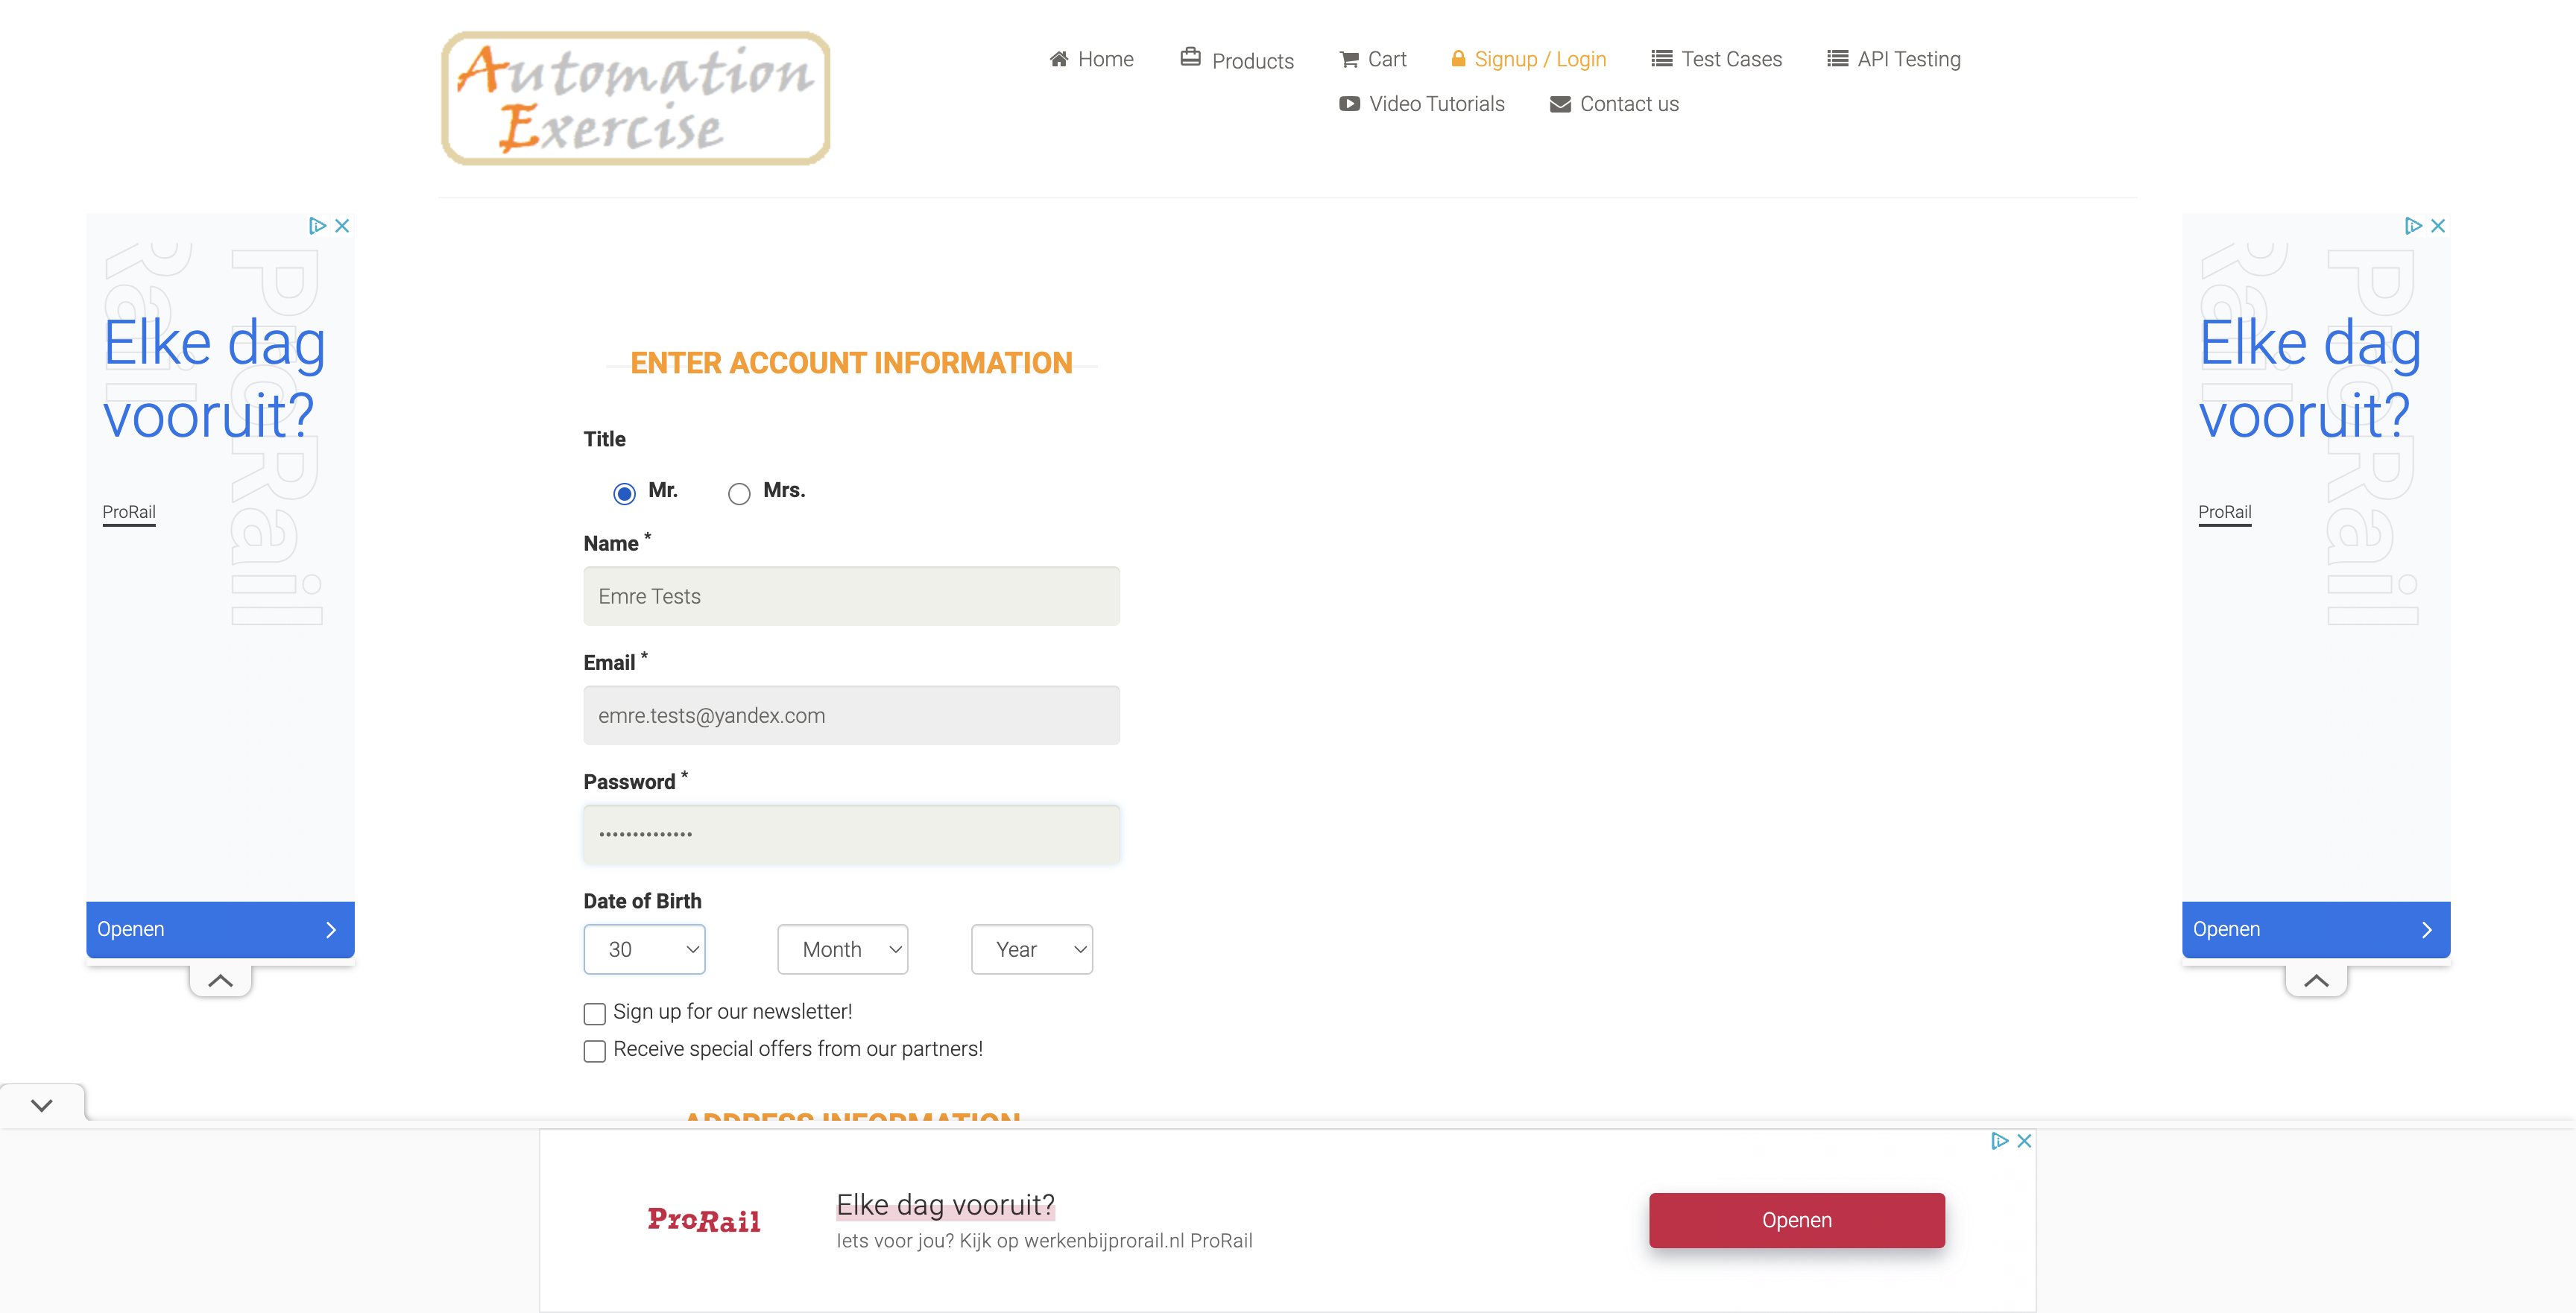 Automation
Exercise
Home
Products
Cart
Signup / Login
Test Cases
API Testing
Video Tutorials
Contact us
ProRail
Elke dag
vooruit?
ProRail
Openen
ENTER ACCOUNT INFORMATION
Title
Mr.
Mrs.
Name *
Emre Tests
Email *
emre.tests@yandex.com
Password *
••••••••••••••
Date of Birth
30
Month
Year
Sign up for our newsletter!
Receive special offers from our partners!
ADDRESS INFORMATION
ProRail
Elke dag
vooruit?
ProRail
Openen
ProRail
Elke dag vooruit?
Iets voor jou? Kijk op werkenbijprorail.nl ProRail
Openen